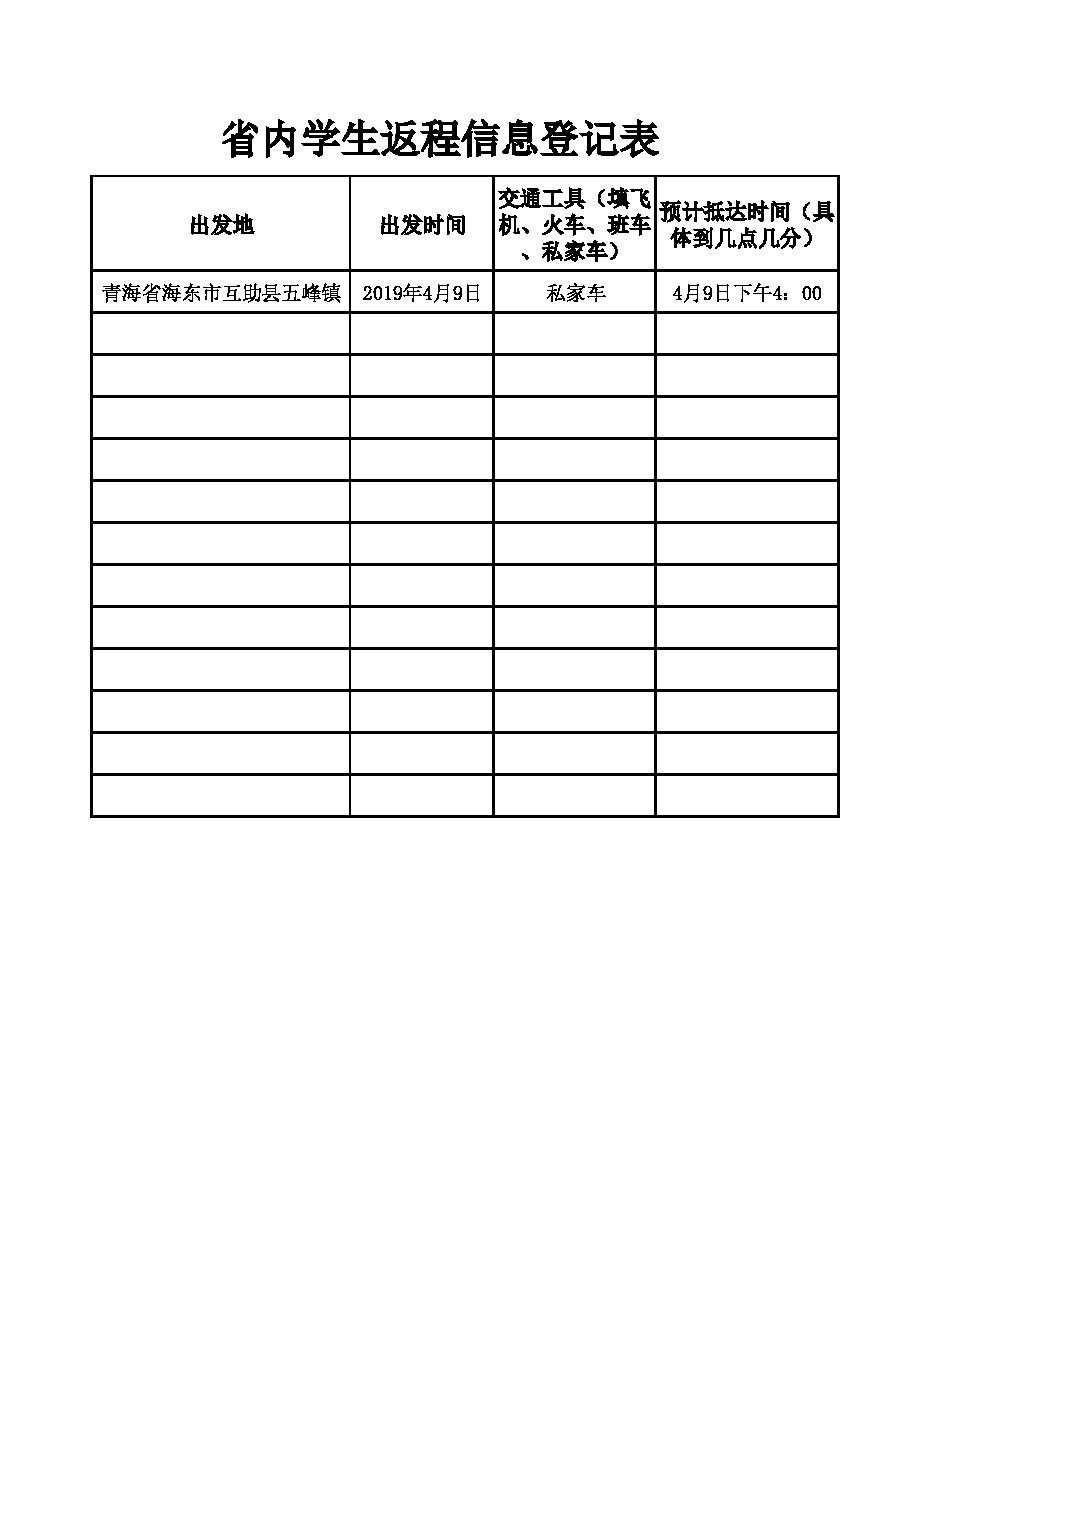 省内学生返程信息登记表
出发地
出发时间
交通工具（填飞
机、火车、班车
、私家车）
预计抵达时间（具
体到几点几分）
青海省海东市互助县五峰镇
2019年4月9日
私家车
4月9日下午4：00